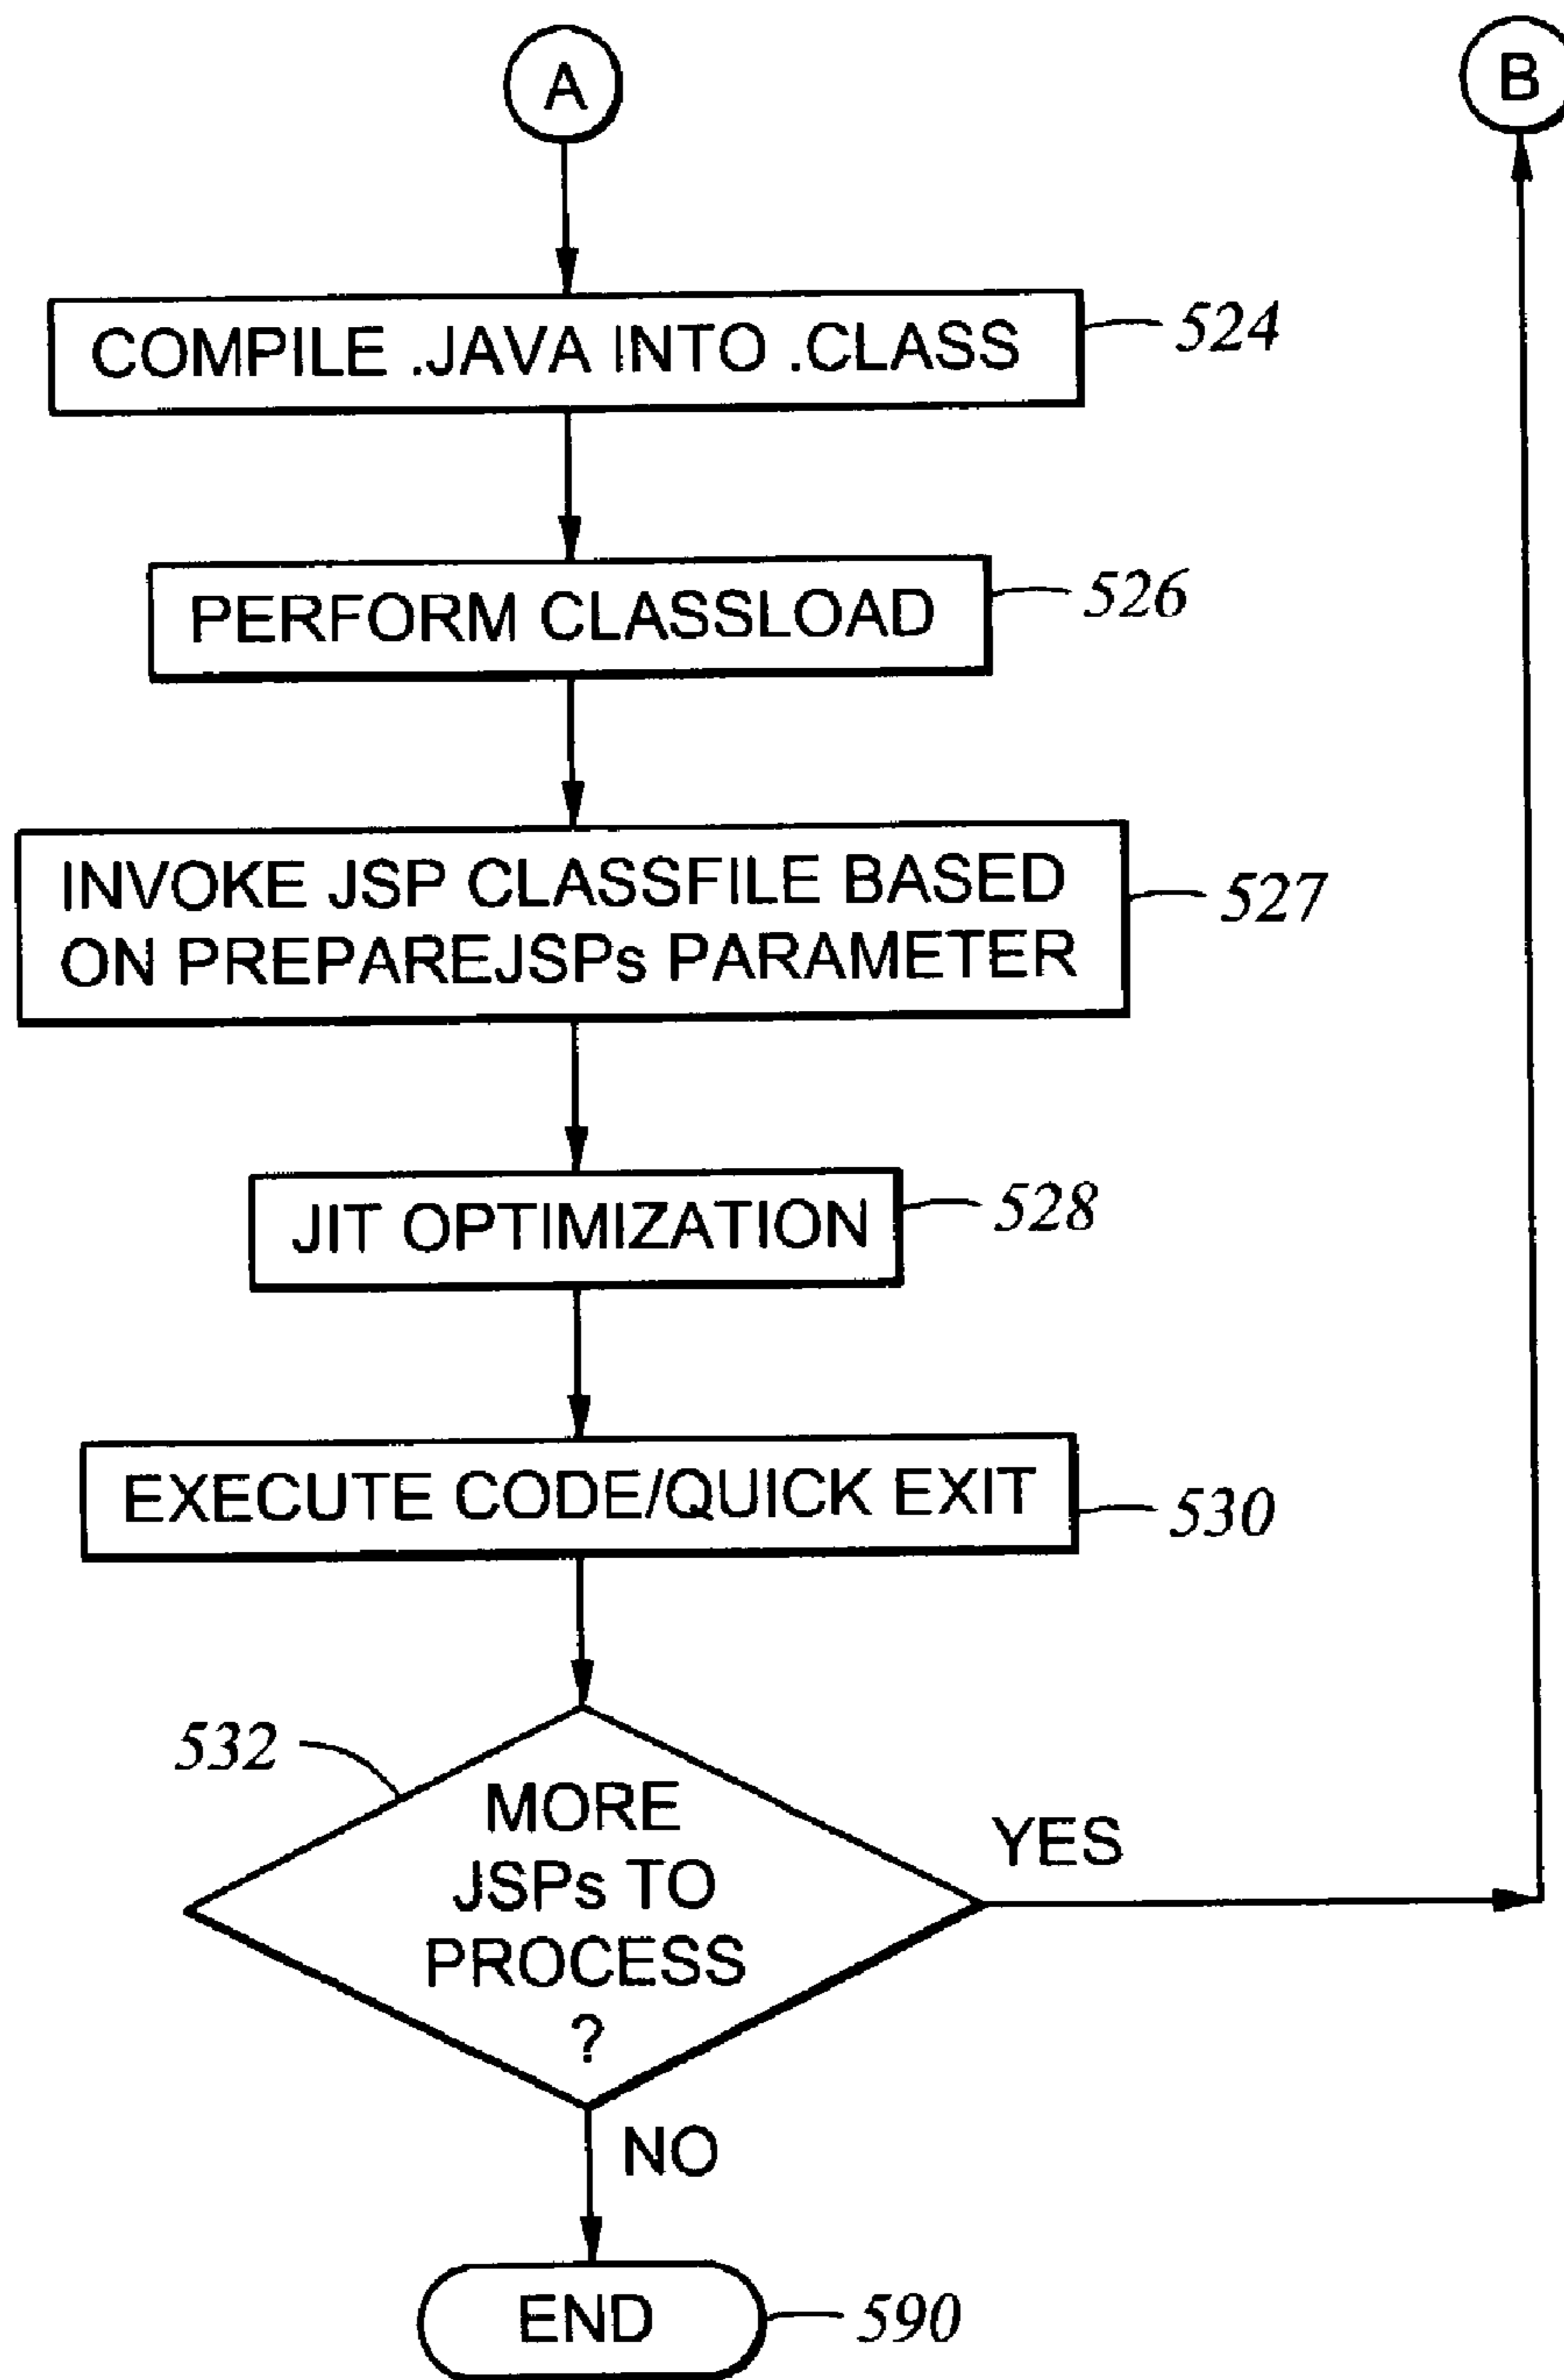 A
B
COMPILE .JAVA INTO .CLASS
524
PERFORM CLASSLOAD
526
INVOKE JSP CLASSFILE BASED
ON PREPAREJSPs PARAMETER
527
JIT OPTIMIZATION
528
EXECUTE CODE/QUICK EXIT
530
532
MORE
JSPs TO
PROCESS
?
YES
NO
END
590